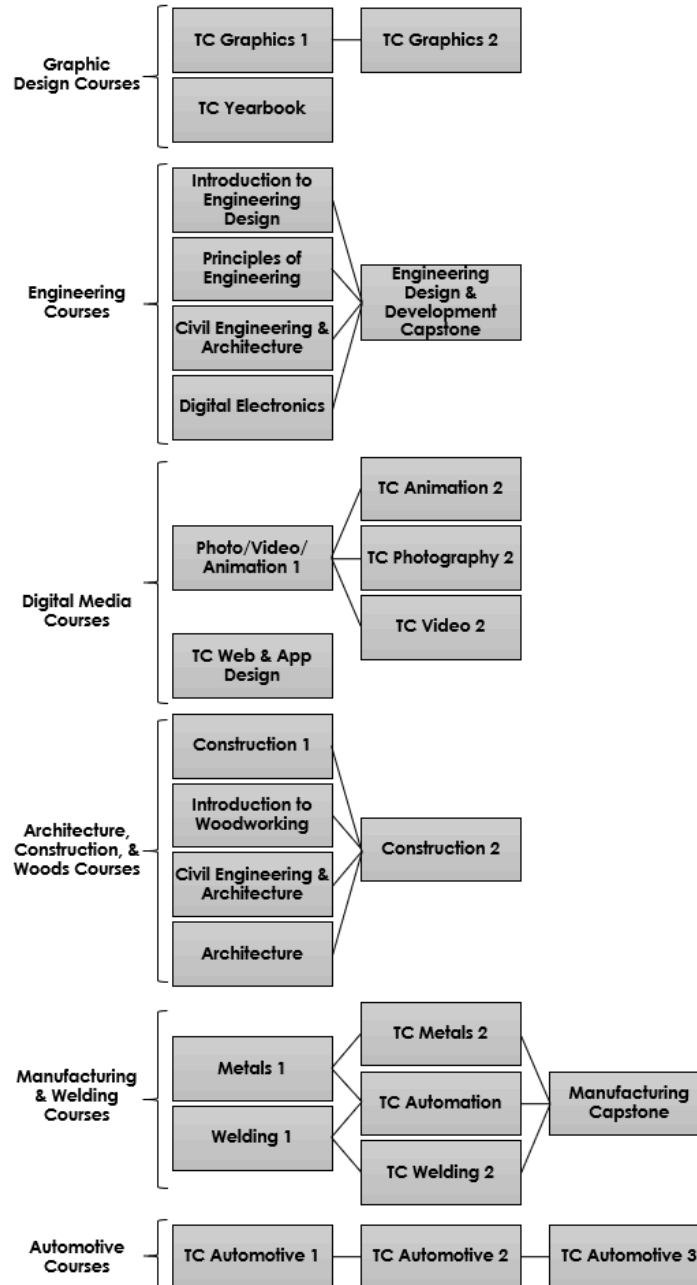 Graphic
Design Courses
TC Graphics 1
TC Graphics 2
TC Yearbook
Engineering
Courses
Introduction to
Engineering
Design
Principles of
Engineering
Civil Engineering &
Architecture
Digital Electronics
Engineering
Design &
Development
Capstone
Digital Media
Courses
Photo/Video/
Animation 1
TC Web & App
Design
TC Animation 2
TC Photography 2
TC Video 2
Architecture,
Construction, &
Woods Courses
Construction 1
Introduction to
Woodworking
Civil Engineering &
Architecture
Architecture
Construction 2
Manufacturing
& Welding
Courses
Metals 1
Welding 1
TC Metals 2
TC Automation
TC Welding 2
Manufacturing
Capstone
Automotive
Courses
TC Automotive 1
TC Automotive 2
TC Automotive 3